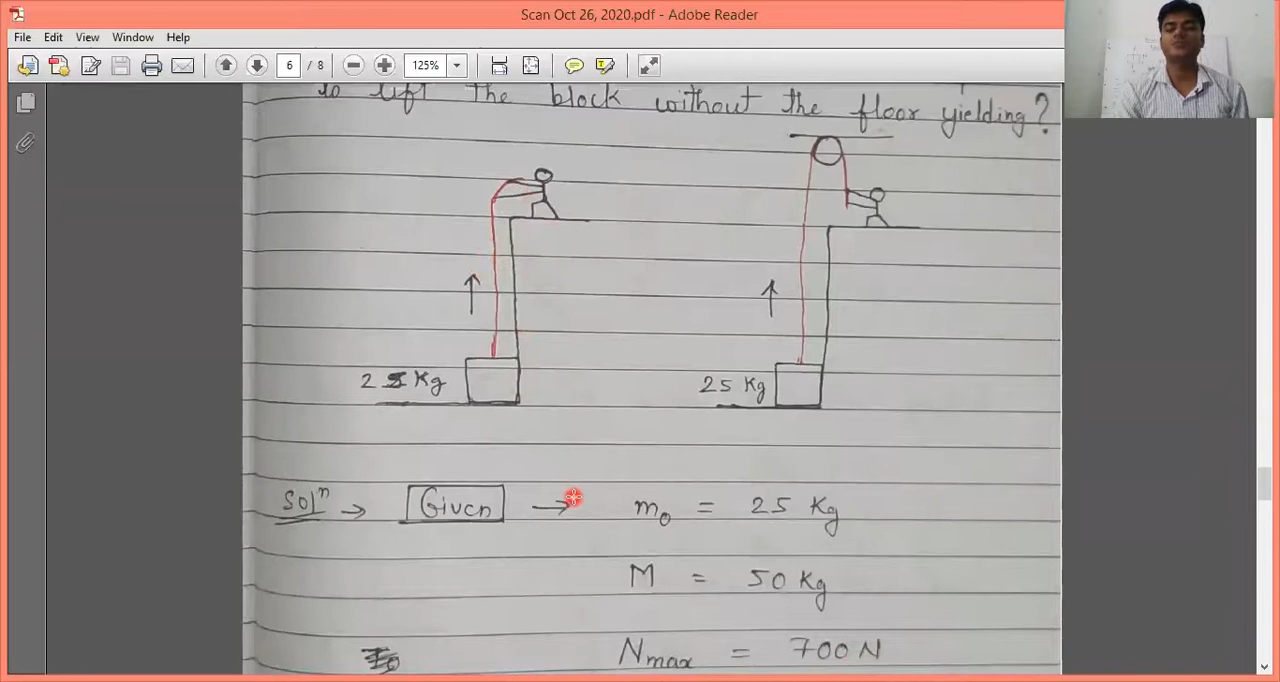 Scan Oct 26, 2020.pdf - Adobe Reader
File Edit View Window Help
6 / 8 125%
to lift the block without the floor yielding?
25 Kg
25 Kg
Solⁿ → Given → m₀ = 25 Kg
M = 50 Kg
Nmax = 700 N